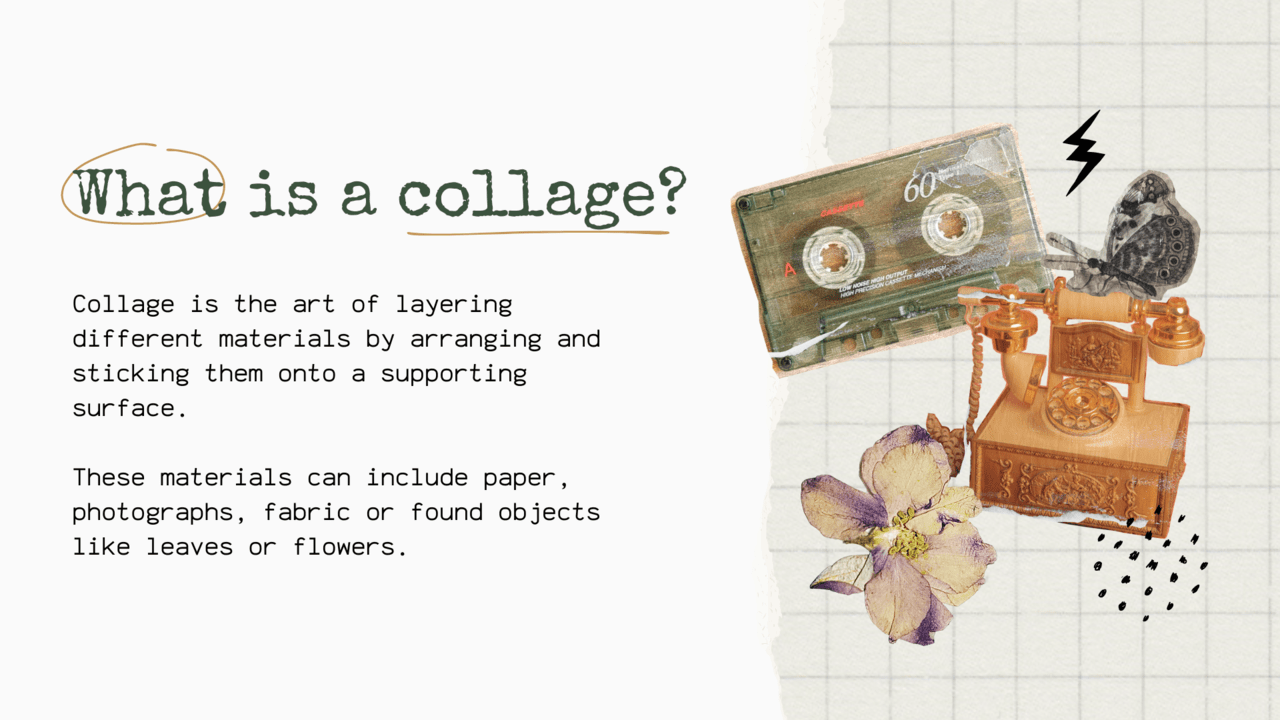 What is a collage?
Collage is the art of layering
different materials by arranging and
sticking them onto a supporting
surface.
These materials can include paper,
photographs, fabric or found objects
like leaves or flowers.
60
A
LOW NOISE HIGH OUTPUT
HIGH PRECISION CASSETTE MECHANISM